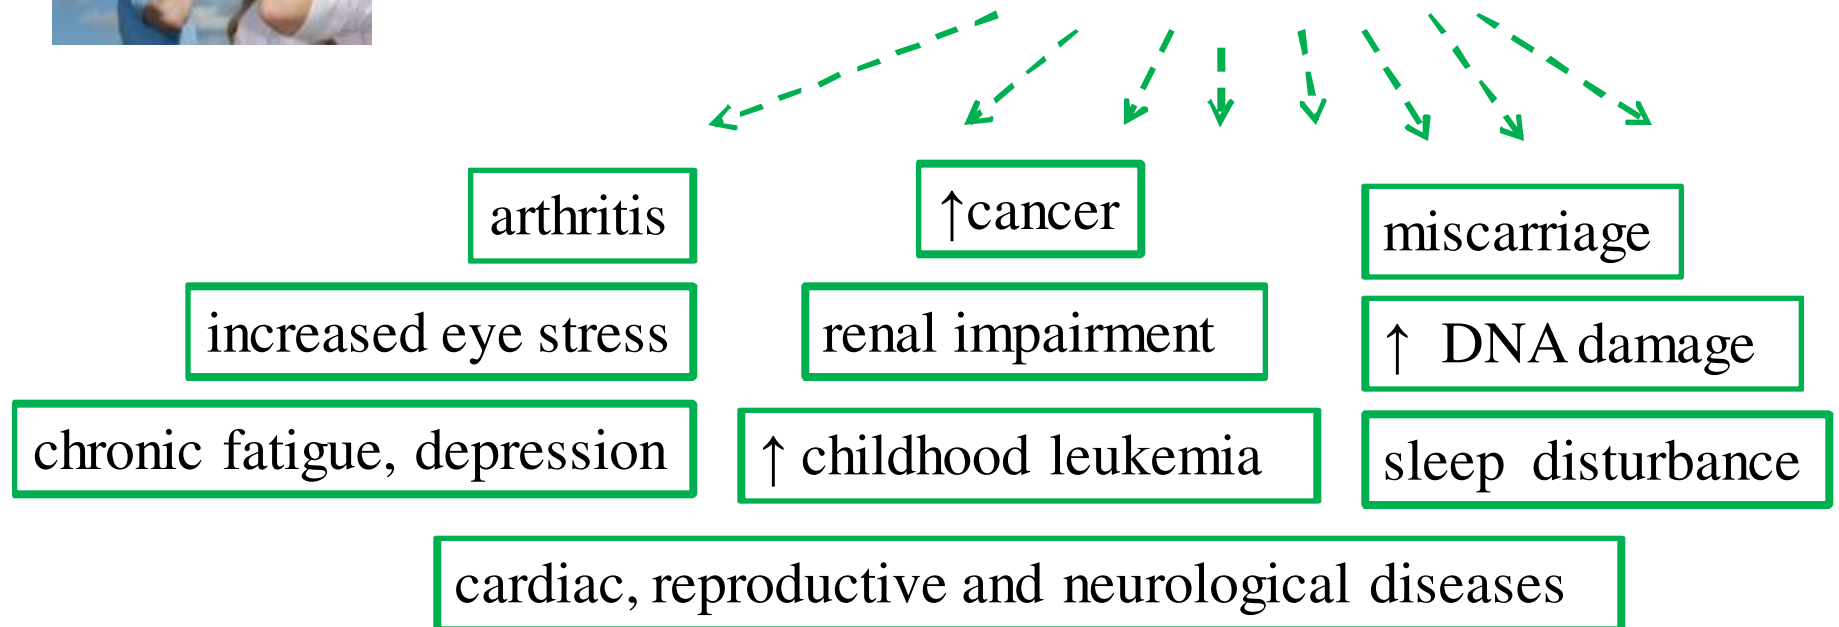 arthritis
↑cancer
miscarriage
increased eye stress
renal impairment
↑ DNA damage
chronic fatigue, depression
↑ childhood leukemia
sleep disturbance
cardiac, reproductive and neurological diseases